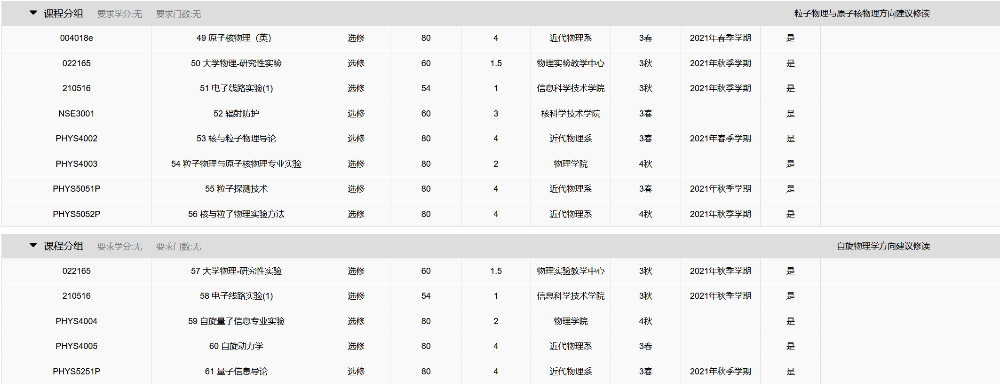 课程分组 要求学分:无 要求门数:无 粒子物理与原子核物理方向建议修读
004018e 49 原子核物理（英） 选修 80 4 近代物理系 3春 2021年春季学期 是
022165 50 大学物理-研究性实验 选修 60 1.5 物理实验教学中心 3秋 2021年秋季学期 是
210516 51 电子线路实验(1) 选修 54 1 信息科学技术学院 3秋 2021年秋季学期 是
NSE3001 52 辐射防护 选修 60 3 核科学技术学院 3春 是
PHYS4002 53 核与粒子物理导论 选修 80 4 近代物理系 3春 2021年春季学期 是
PHYS4003 54 粒子物理与原子核物理专业实验 选修 80 2 物理学院 4秋 是
PHYS5051P 55 粒子探测技术 选修 80 4 近代物理系 3春 2021年秋季学期 是
PHYS5052P 56 核与粒子物理实验方法 选修 80 4 近代物理系 4秋 2021年秋季学期 是
课程分组 要求学分:无 要求门数:无 自旋物理学方向建议修读
022165 57 大学物理-研究性实验 选修 60 1.5 物理实验教学中心 3秋 2021年秋季学期 是
210516 58 电子线路实验(1) 选修 54 1 信息科学技术学院 3秋 2021年秋季学期 是
PHYS4004 59 自旋量子信息专业实验 选修 80 2 物理学院 4秋 是
PHYS4005 60 自旋动力学 选修 80 4 近代物理系 3春 是
PHYS5251P 61 量子信息导论 选修 80 4 近代物理系 3春 2021年秋季学期 是